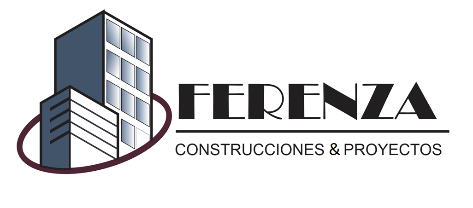 FERENZA
CONSTRUCCIONES & PROYECTOS